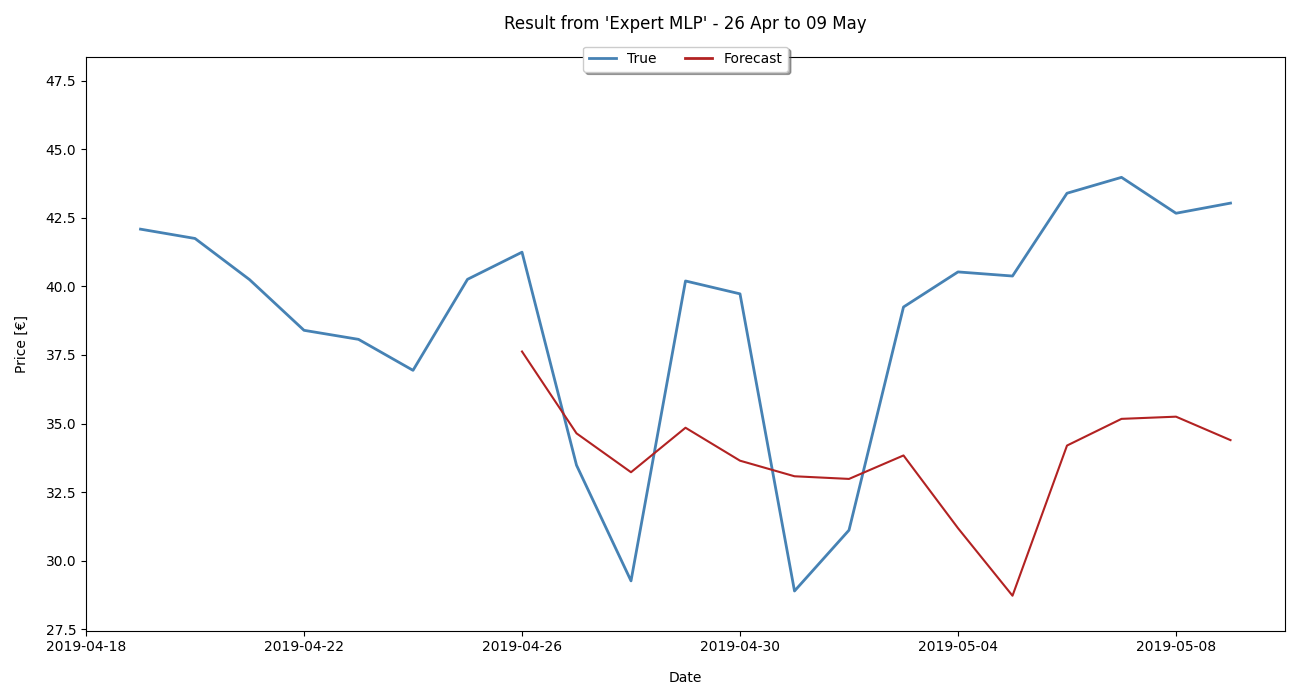 Result from 'Expert MLP' - 26 Apr to 09 May
True Forecast
47.5
45.0
42.5
40.0
37.5
35.0
32.5
30.0
27.5
Price [€]
2019-04-18 2019-04-22 2019-04-26 2019-04-30 2019-05-04 2019-05-08
Date